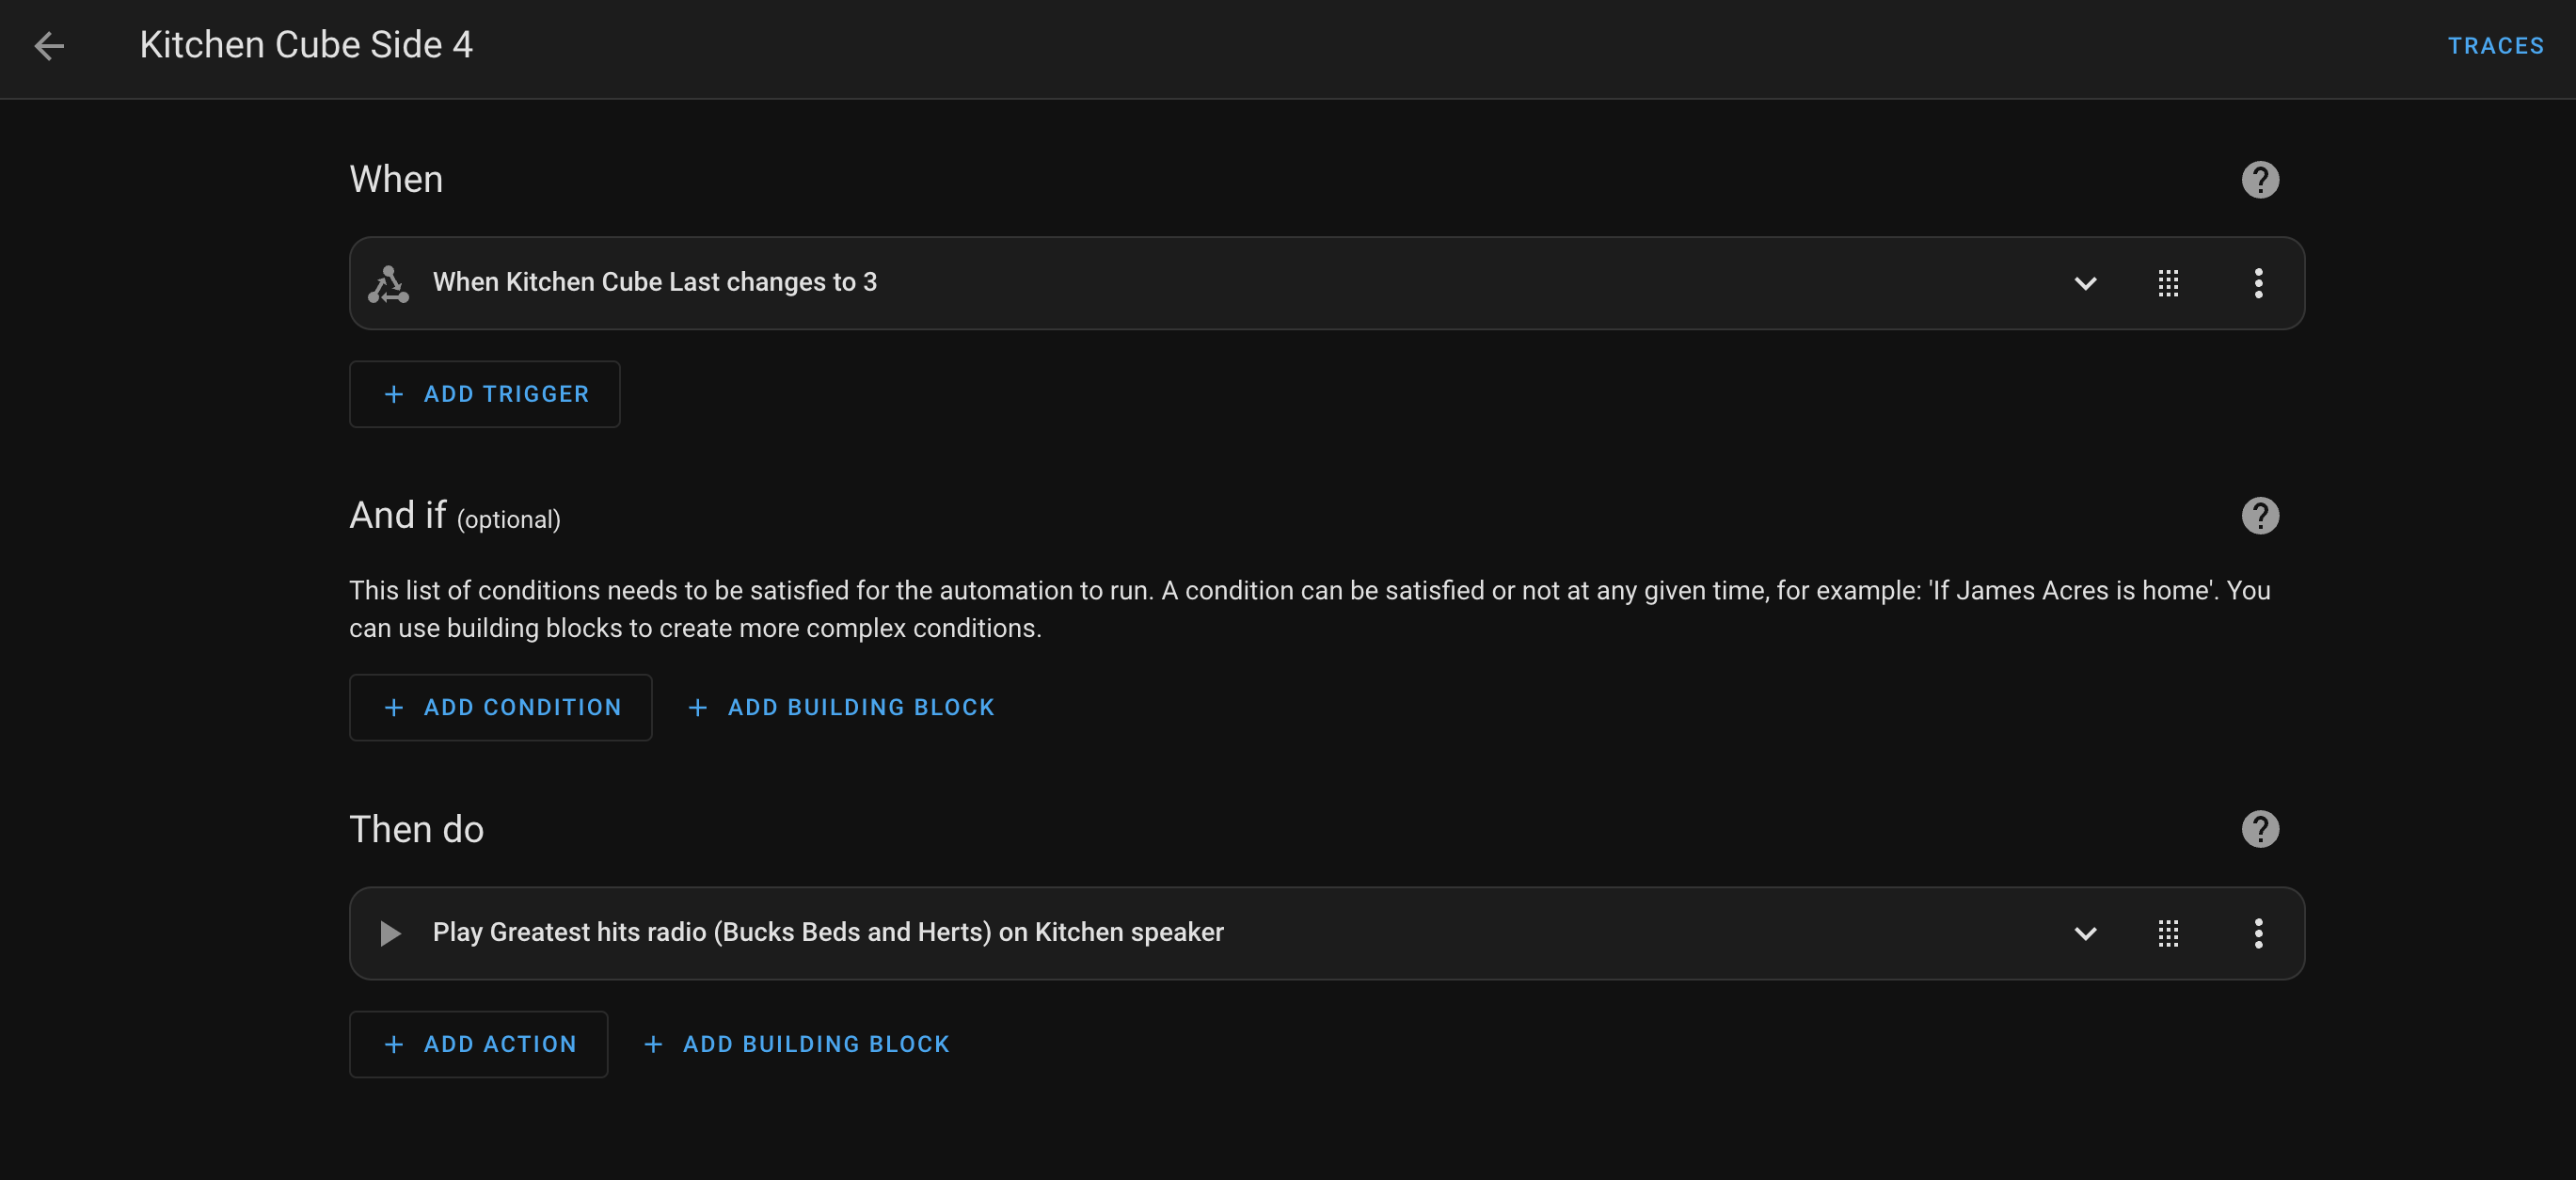 Kitchen Cube Side 4
TRACES
When
When Kitchen Cube Last changes to 3
+ ADD TRIGGER
And if (optional)
This list of conditions needs to be satisfied for the automation to run. A condition can be satisfied or not at any given time, for example: 'If James Acres is home'. You
can use building blocks to create more complex conditions.
+ ADD CONDITION
+ ADD BUILDING BLOCK
Then do
Play Greatest hits radio (Bucks Beds and Herts) on Kitchen speaker
+ ADD ACTION
+ ADD BUILDING BLOCK